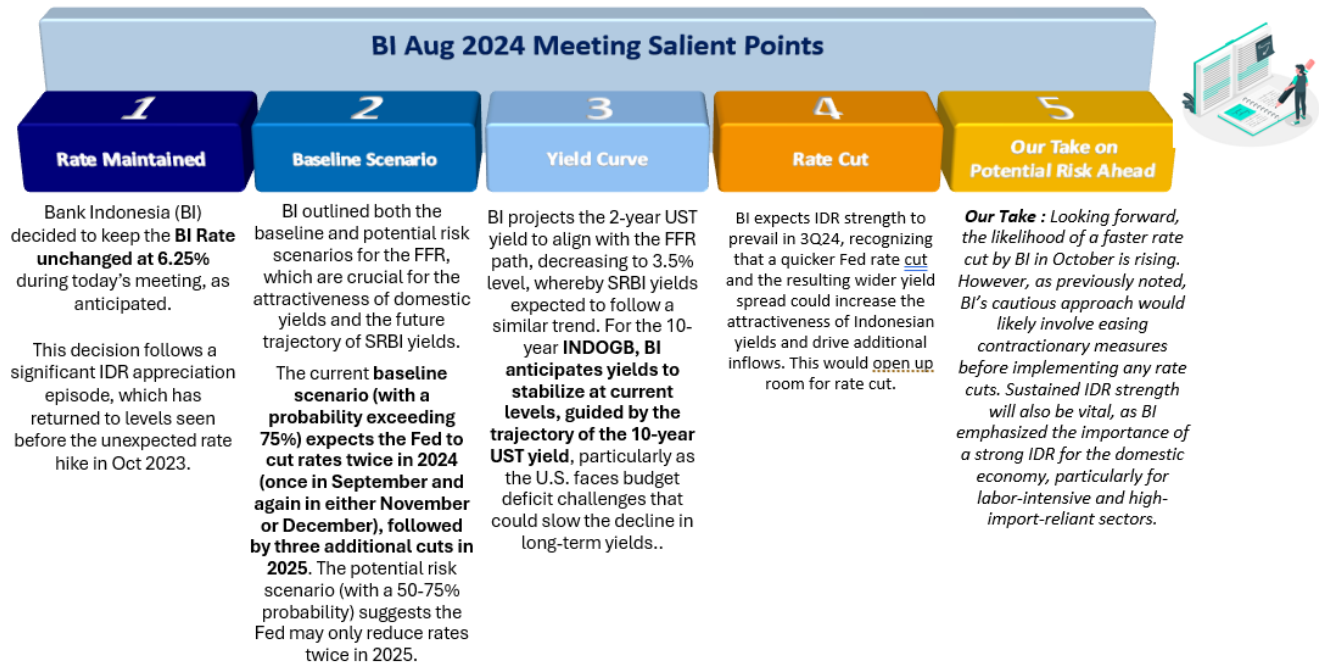 BI Aug 2024 Meeting Salient Points
1
Rate Maintained
Bank Indonesia (BI)
decided to keep the BI Rate
unchanged at 6.25%
during today's meeting, as
anticipated.
This decision follows a
significant IDR appreciation
episode, which has
returned to levels seen
before the unexpected rate
hike in Oct 2023.
2
Baseline Scenario
BI outlined both the
baseline and potential risk
scenarios for the FFR,
which are crucial for the
attractiveness of domestic
yields and the future
trajectory of SRBI yields.
The current baseline
scenario (with a
probability exceeding
75%) expects the Fed to
cut rates twice in 2024
(once in September and
again in either November
or December), followed
by three additional cuts in
2025. The potential risk
scenario (with a 50-75%
probability) suggests the
Fed may only reduce rates
twice in 2025.
3
Yield Curve
BI projects the 2-year UST
yield to align with the FFR
path, decreasing to 3.5%
level, whereby SRBI yields
expected to follow a
similar trend. For the 10-
year INDOGB, BI
anticipates yields to
stabilize at current
levels, guided by the
trajectory of the 10-year
UST yield, particularly as
the U.S. faces budget
deficit challenges that
could slow the decline in
long-term yields..
4
Rate Cut
BI expects IDR strength to
prevail in 3Q24, recognizing
that a quicker Fed rate cut
and the resulting wider yield
spread could increase the
attractiveness of Indonesian
yields and drive additional
inflows. This would open up
room for rate cut.
5
Our Take on
Potential Risk Ahead
Our Take : Looking forward,
the likelihood of a faster rate
cut by BI in October is rising.
However, as previously noted,
BI's cautious approach would
likely involve easing
contractionary measures
before implementing any rate
cuts. Sustained IDR strength
will also be vital, as BI
emphasized the importance of
a strong IDR for the domestic
economy, particularly for
labor-intensive and high-
import-reliant sectors.